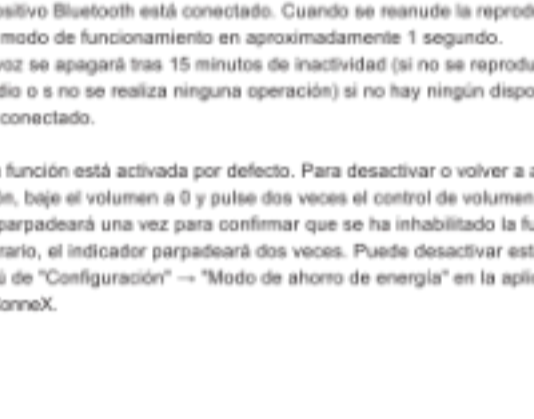 ositivo Bluetooth está conectado. Cuando se reanude la reprod
modo de funcionamiento en aproximadamente 1 segundo.
voz se apagará tras 15 minutos de inactividad (si no se reprodu
dio o s no se realiza ninguna operación) si no hay ningún dispo
conectado.
función está activada por defecto. Para desactivar o volver a a
ón, baje el volumen a 0 y pulse dos veces el control de volumen
parpadeará una vez para confirmar que se ha inhabilitado la fu
rario, el indicador parpadeará dos veces. Puede desactivar est
ú de "Configuración" → "Modo de ahorro de energía" en la apli
onneX.